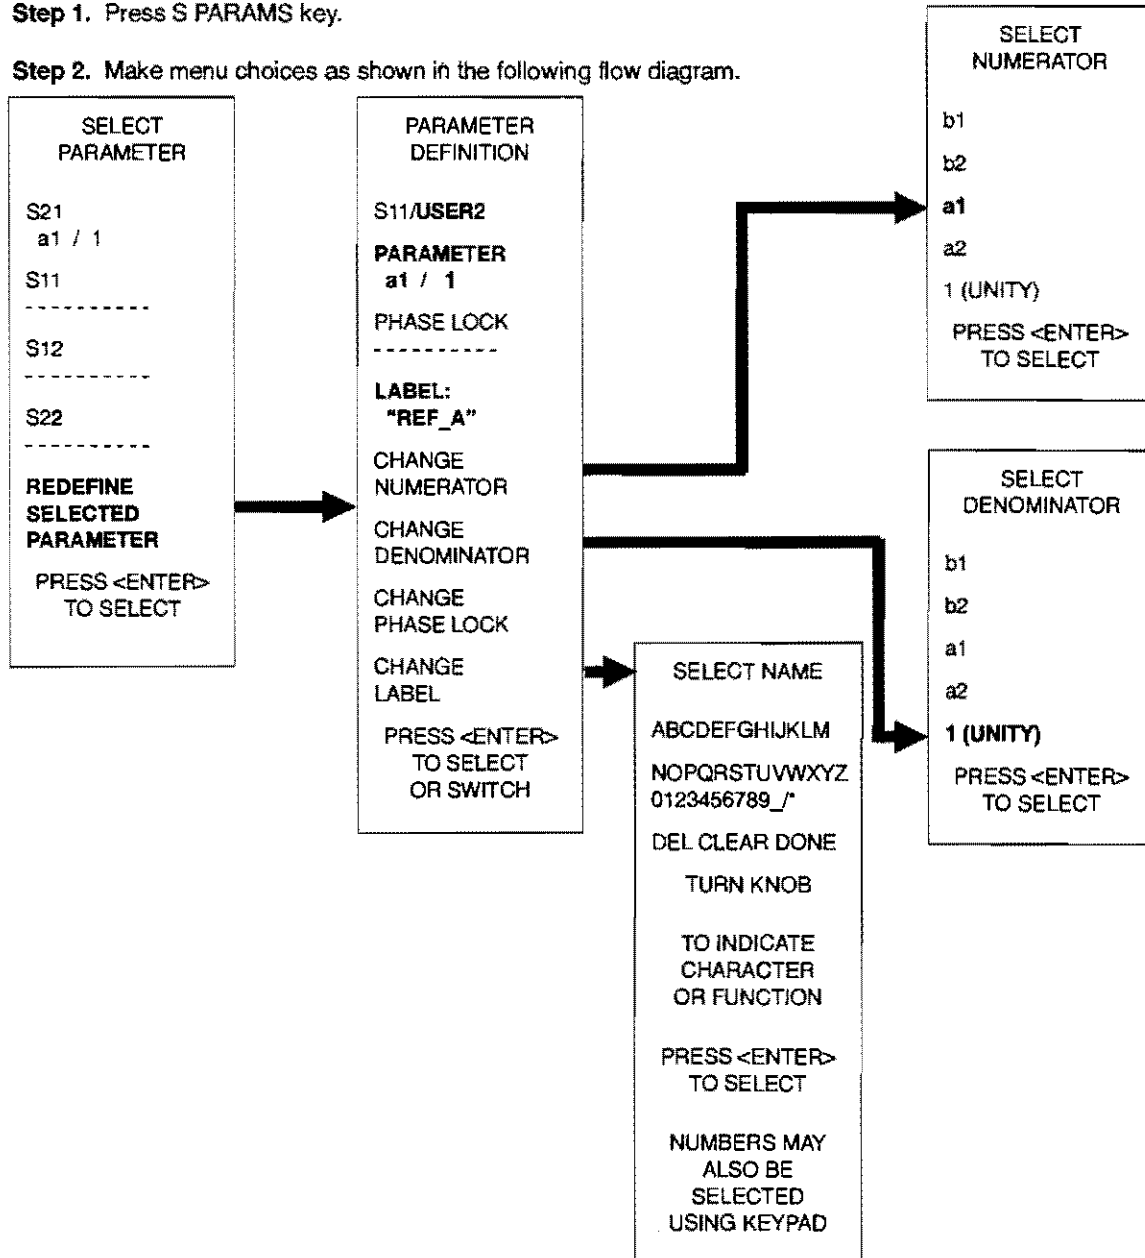 Step 1. Press S PARAMS key.
Step 2. Make menu choices as shown in the following flow diagram.
SELECT
PARAMETER
S21
a1 / 1
S11
- - - - - - - - - -
S12
- - - - - - - - - -
S22
- - - - - - - - - -
REDEFINE
SELECTED
PARAMETER
PRESS <ENTER>
TO SELECT
PARAMETER
DEFINITION
S11/USER2
PARAMETER
a1 / 1
PHASE LOCK
- - - - - - - - - -
LABEL:
"REF_A"
CHANGE
NUMERATOR
CHANGE
DENOMINATOR
CHANGE
PHASE LOCK
CHANGE
LABEL
PRESS <ENTER>
TO SELECT
OR SWITCH
SELECT NAME
ABCDEFGHIJKLM
NOPQRSTUVWXYZ
0123456789_/*
DEL CLEAR DONE
TURN KNOB
TO INDICATE
CHARACTER
OR FUNCTION
PRESS <ENTER>
TO SELECT
NUMBERS MAY
ALSO BE
SELECTED
USING KEYPAD
SELECT
NUMERATOR
b1
b2
a1
a2
1 (UNITY)
PRESS <ENTER>
TO SELECT
SELECT
DENOMINATOR
b1
b2
a1
a2
1 (UNITY)
PRESS <ENTER>
TO SELECT